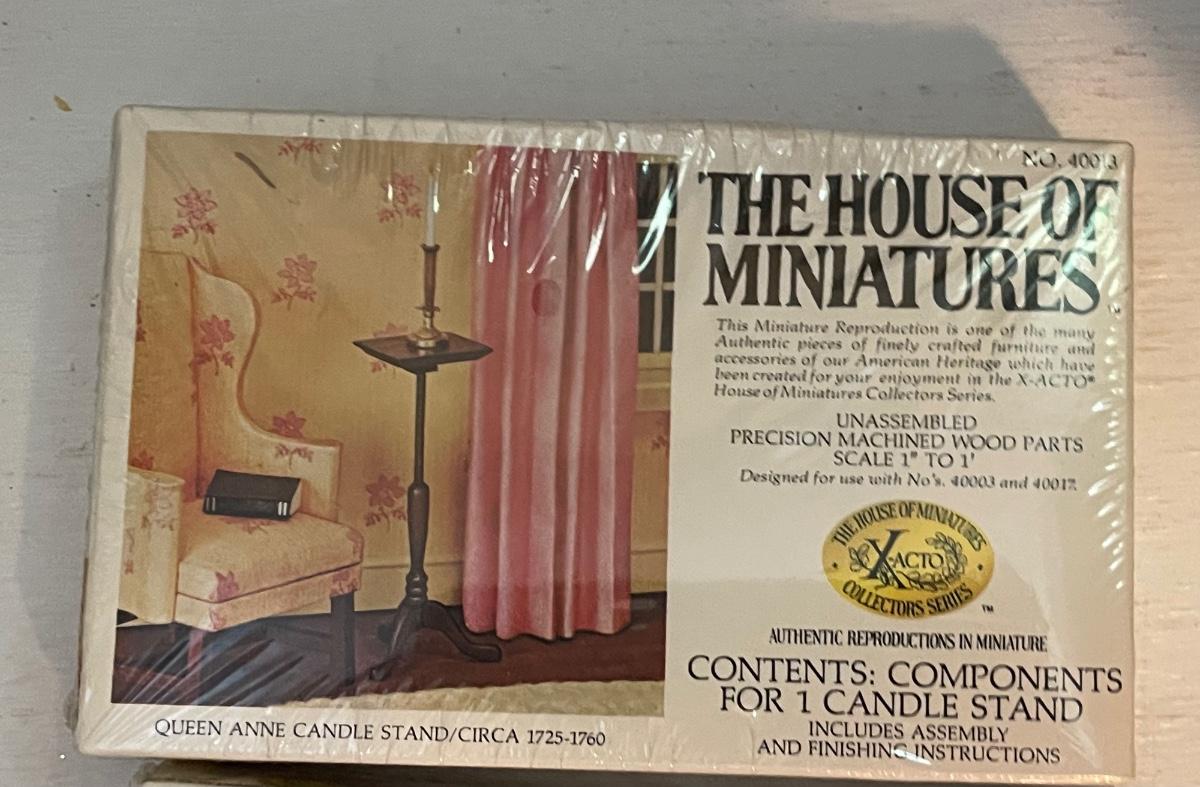 NO. 40013
THE HOUSE OF
MINIATURES
™
This Miniature Reproduction is one of the many
Authentic pieces of finely crafted furniture and
accessories of our American Heritage which have
been created for your enjoyment in the X-ACTO®
House of Miniatures Collectors Series.
UNASSEMBLED
PRECISION MACHINED WOOD PARTS
SCALE 1" TO 1'
Designed for use with No's. 40003 and 40017.
THE HOUSE OF MINIATURES
X-ACTO
COLLECTORS SERIES
™
AUTHENTIC REPRODUCTIONS IN MINIATURE
CONTENTS: COMPONENTS
FOR 1 CANDLE STAND
INCLUDES ASSEMBLY
AND FINISHING INSTRUCTIONS
QUEEN ANNE CANDLE STAND/CIRCA 1725-1760